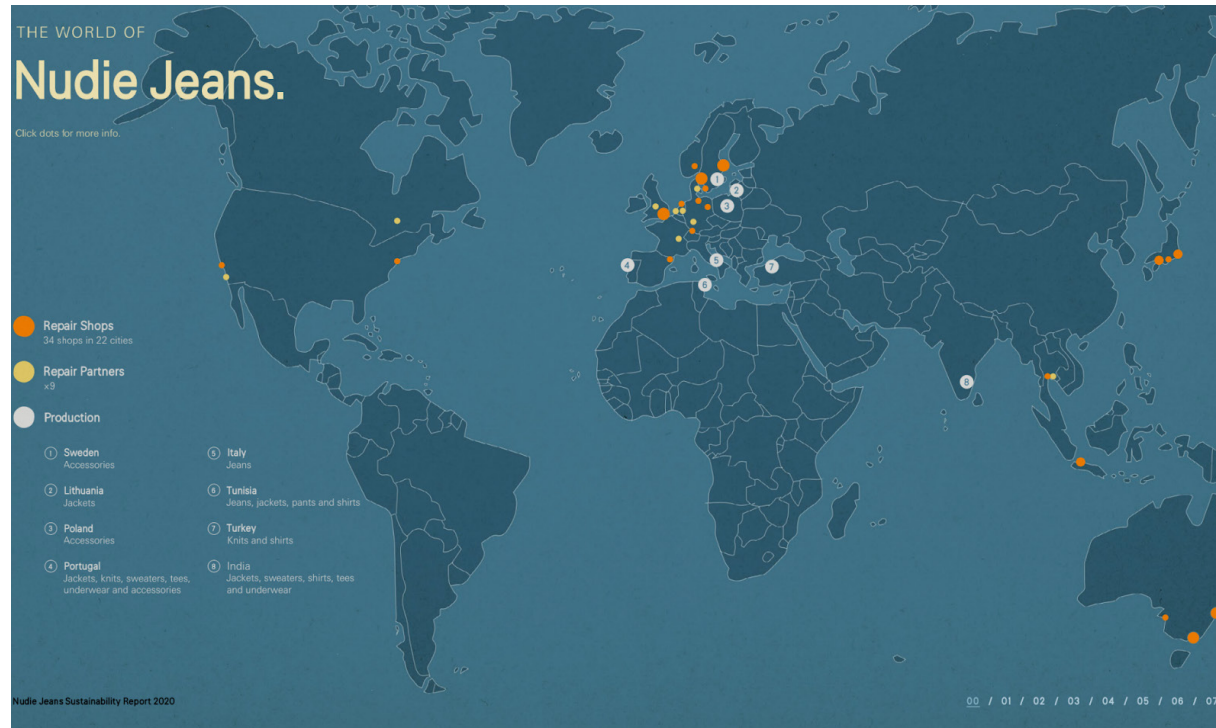 THE WORLD OF
Nudie Jeans.
Click dots for more info.
Repair Shops
34 shops in 22 cities
Repair Partners
x9
Production
1 Sweden
Accessories
2 Lithuania
Jackets
3 Poland
Accessories
4 Portugal
Jackets, knits, sweaters, tees,
underwear and accessories
5 Italy
Jeans
6 Tunisia
Jeans, jackets, pants and shirts
7 Turkey
Knits and shirts
8 India
Jackets, sweaters, shirts, tees
and underwear
1
2
3
4
5
6
7
8
Nudie Jeans Sustainability Report 2020
00 / 01 / 02 / 03 / 04 / 05 / 06 / 07